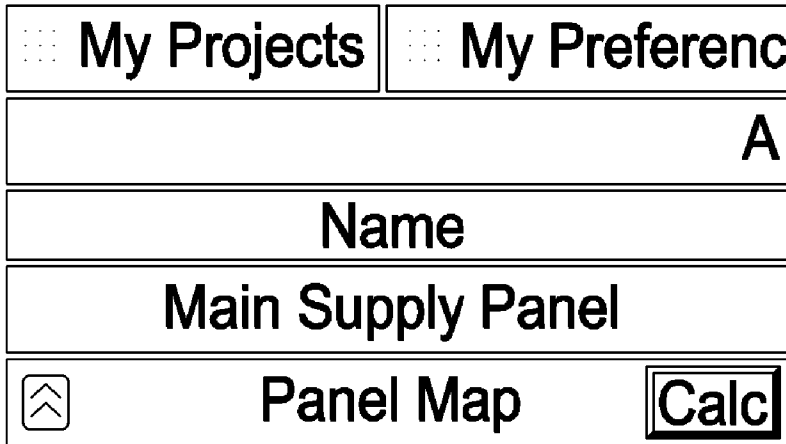 My Projects My Preferenc
A
Name
Main Supply Panel
Panel Map Calc